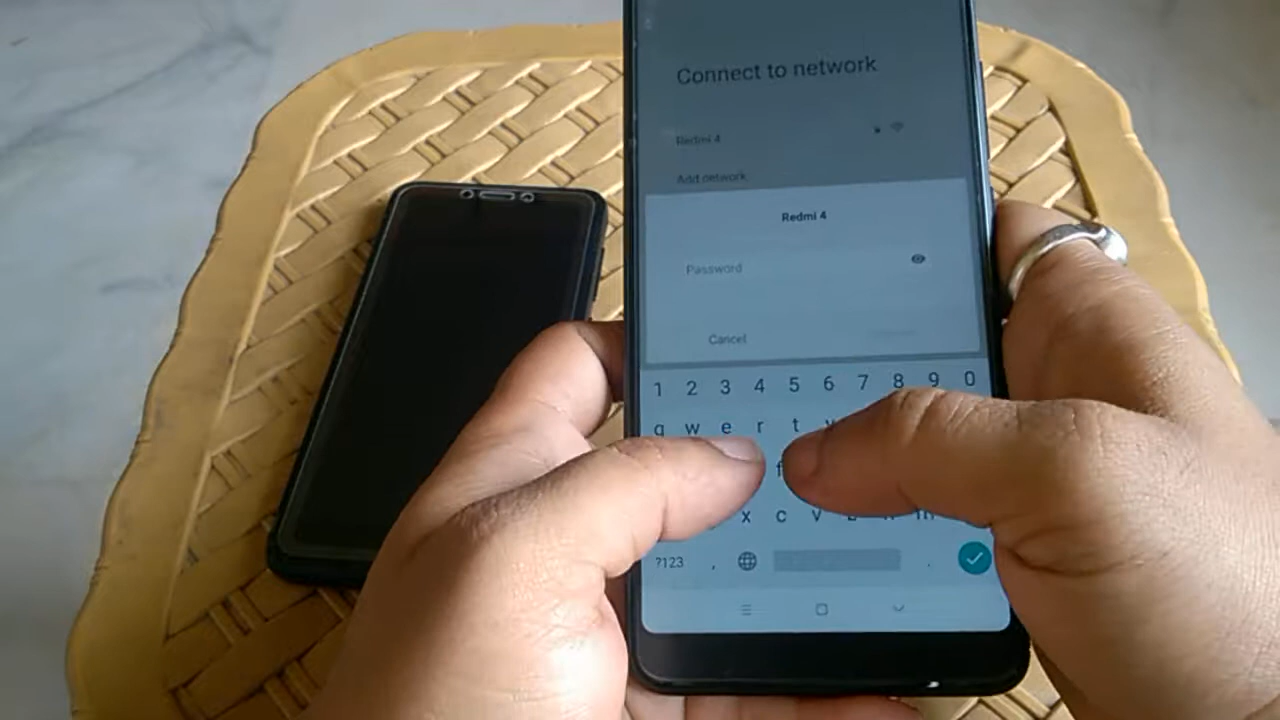 Connect to network
Redmi 4
Add network
Redmi 4
Password
Cancel
1 2 3 4 5 6 7 8 9 0
q w e r t
f
x c v
?123 , .